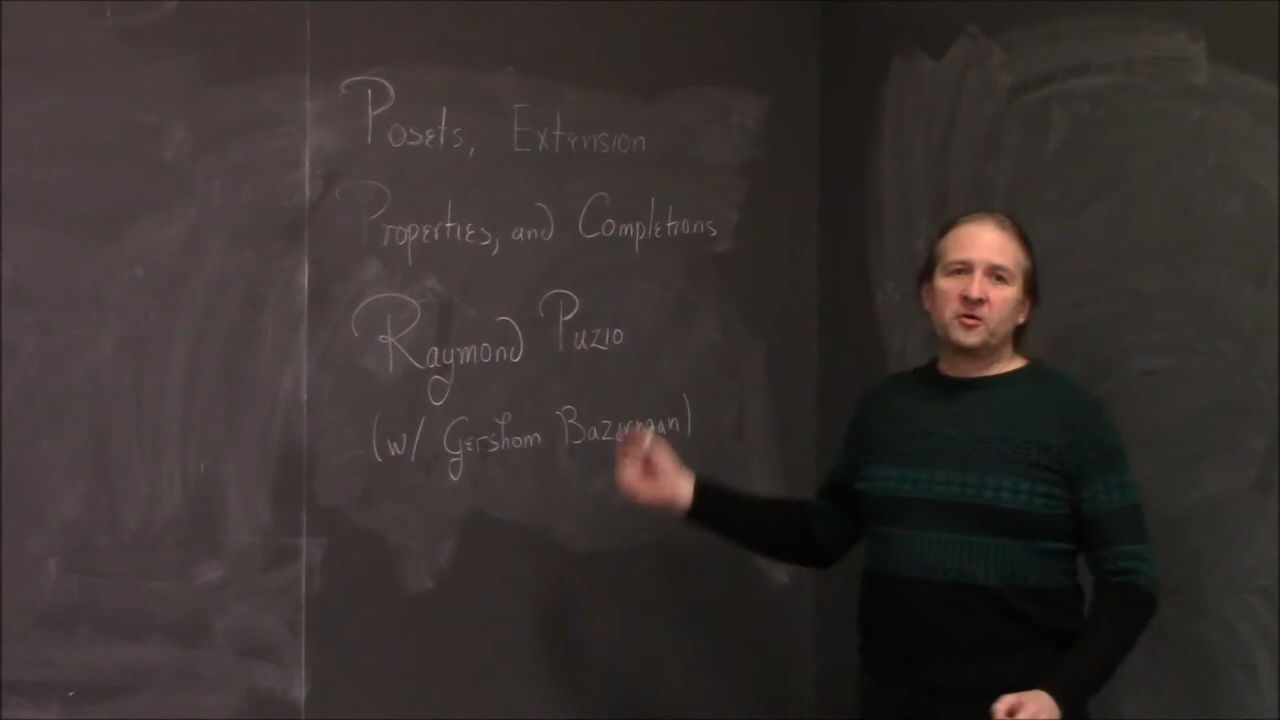 Posets, Extension
Properties, and Completions
Raymond Puzio
(w/ Gershom Bazerman)